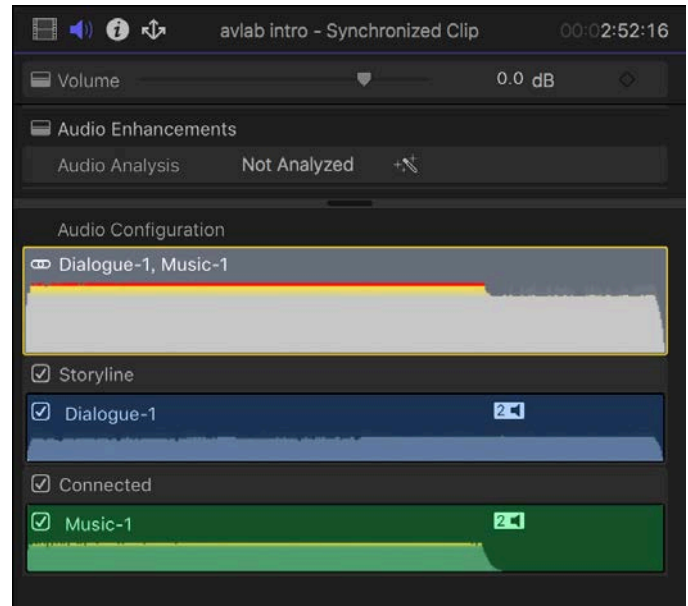 avlab intro - Synchronized Clip 00:02:52:16
Volume 0.0 dB
Audio Enhancements
Audio Analysis Not Analyzed
Audio Configuration
Dialogue-1, Music-1
Storyline
Dialogue-1 2
Connected
Music-1 2